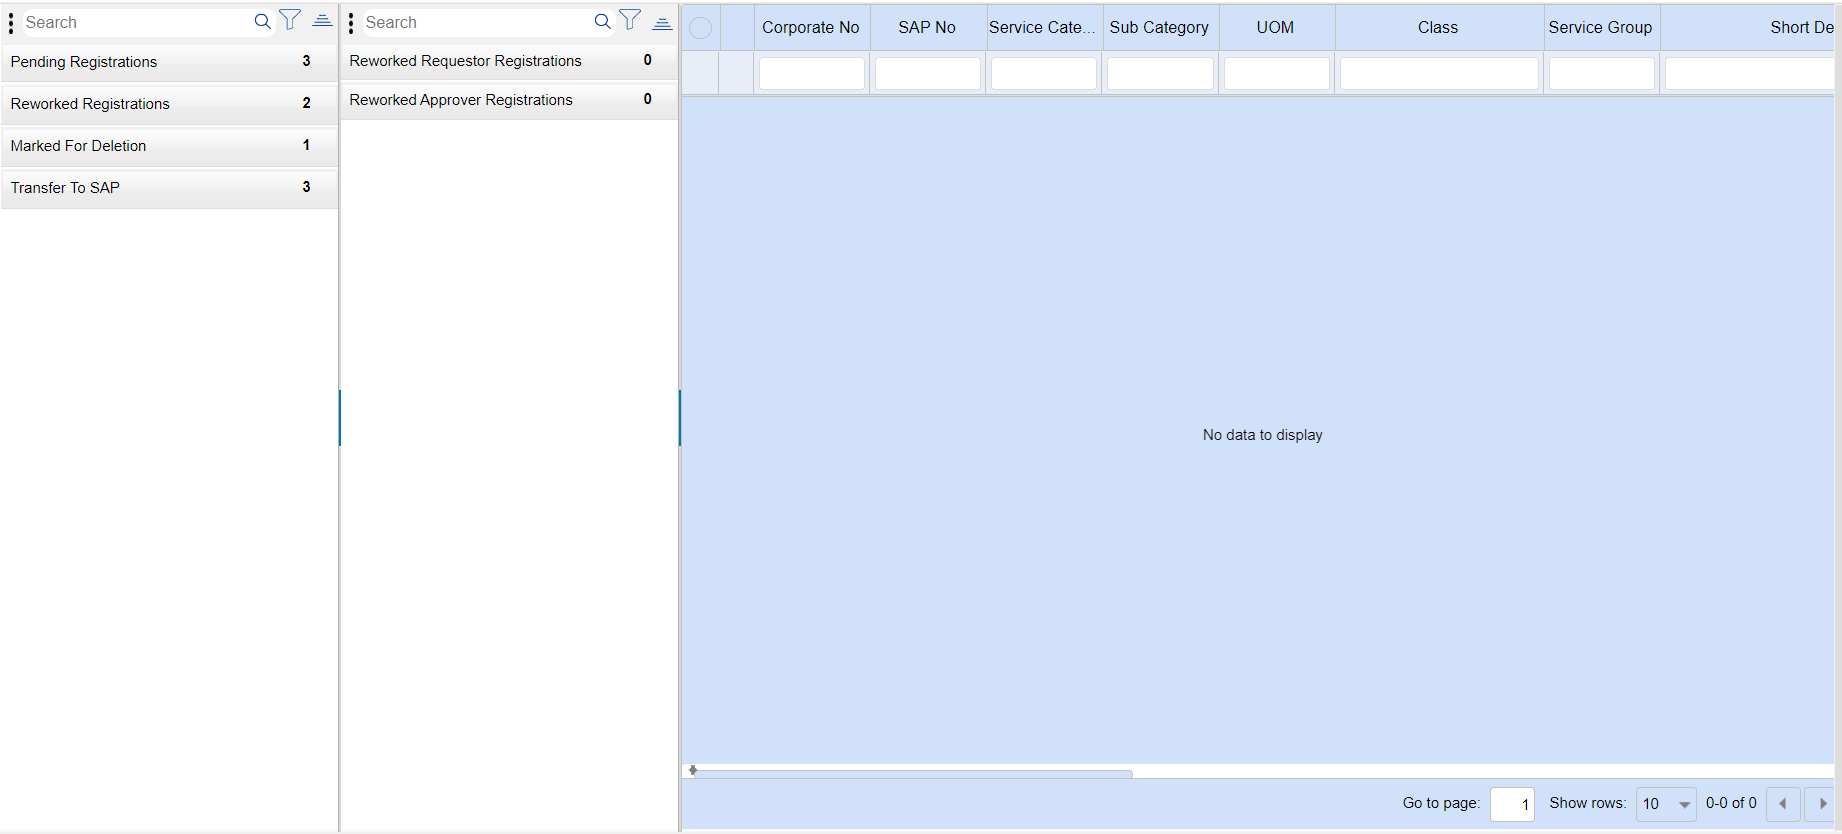 Search
Pending Registrations 3
Reworked Registrations 2
Marked For Deletion 1
Transfer To SAP 3
Search
Reworked Requestor Registrations 0
Reworked Approver Registrations 0
Corporate No SAP No Service Cate... Sub Category UOM Class Service Group Short De
No data to display
Go to page: 1 Show rows: 10 0-0 of 0